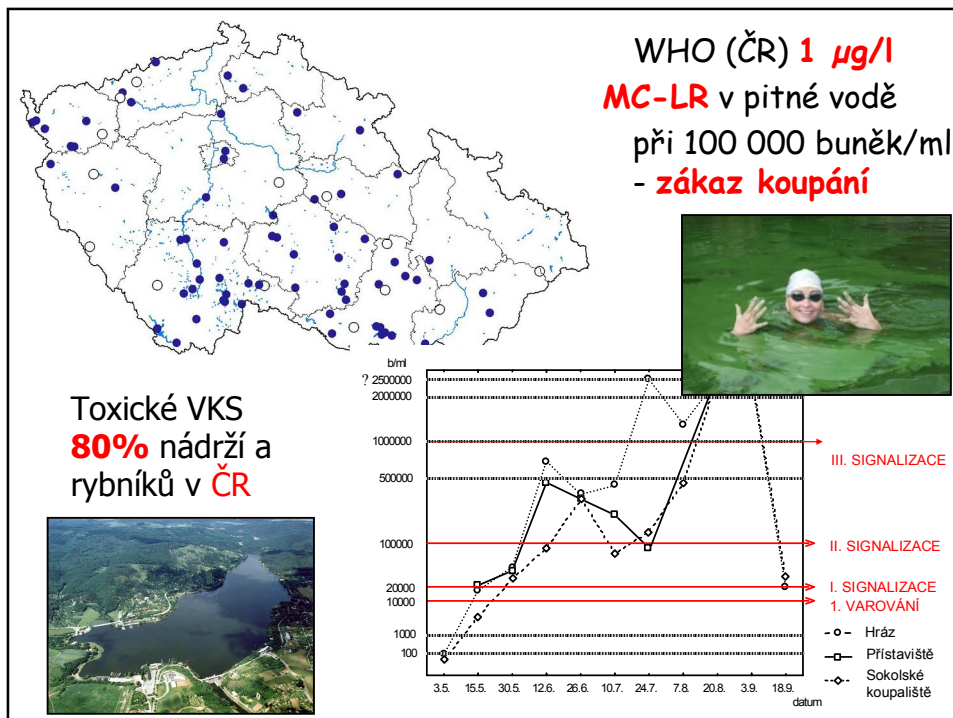 WHO (ČR) 1 µg/l
MC-LR v pitné vodě
při 100 000 buněk/ml
- zákaz koupání
Toxické VKS
80% nádrží a
rybníků v ČR
b/ml
? 2500000
2000000
1000000
500000
100000
20000
10000
1000
100
III. SIGNALIZACE
II. SIGNALIZACE
I. SIGNALIZACE
1. VAROVÁNÍ
3.5. 15.5. 30.5. 12.6. 26.6. 10.7. 24.7. 7.8. 20.8. 3.9. 18.9.
datum
Hráz
Přístaviště
Sokolské
koupaliště